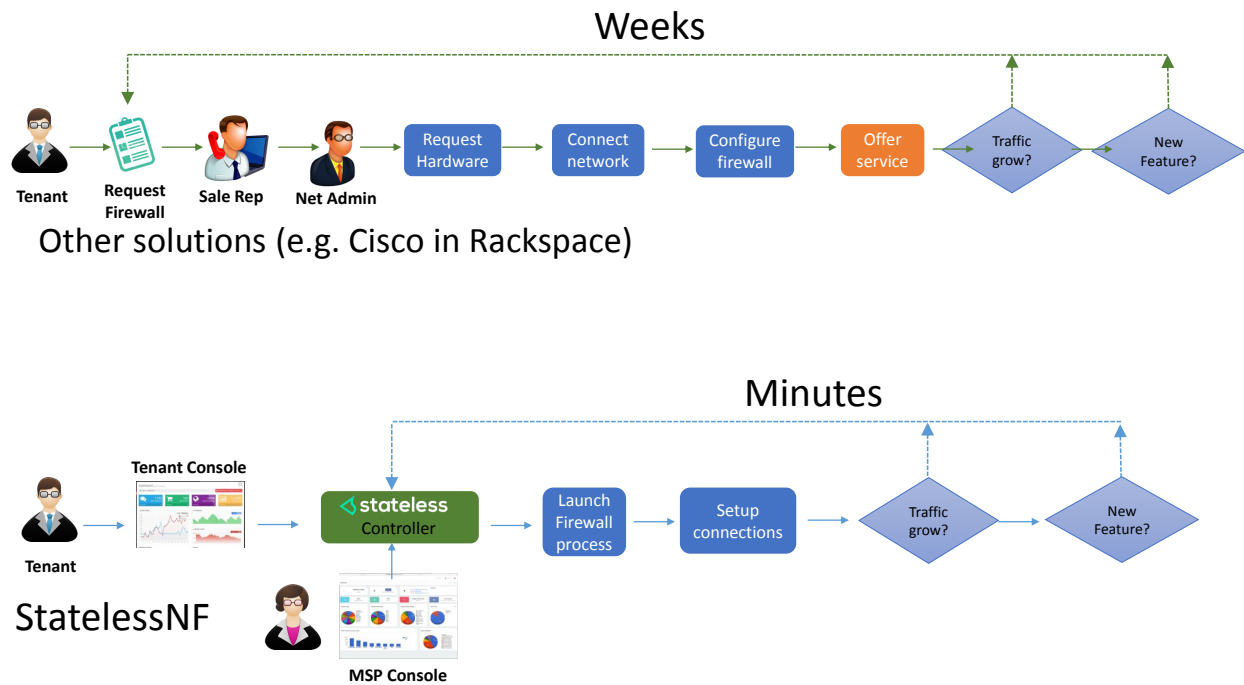 Weeks
Tenant
Request
Firewall
Sale Rep
Net Admin
Request
Hardware
Connect
network
Configure
firewall
Offer
service
Traffic
grow?
New
Feature?
Other solutions (e.g. Cisco in Rackspace)
Minutes
Tenant
Tenant Console
stateless
Controller
Launch
Firewall
process
Setup
connections
Traffic
grow?
New
Feature?
StatelessNF
MSP Console